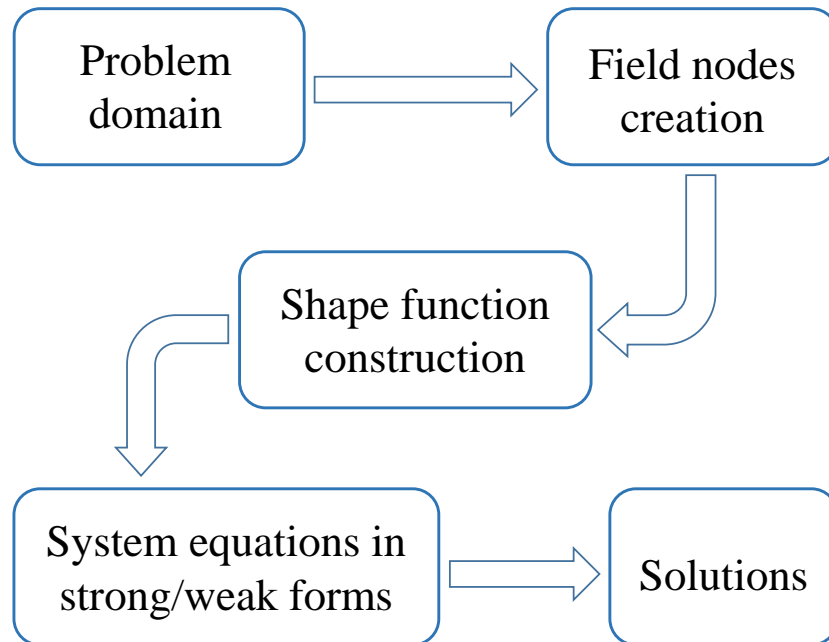 Problem
domain
Field nodes
creation
Shape function
construction
System equations in
strong/weak forms
Solutions